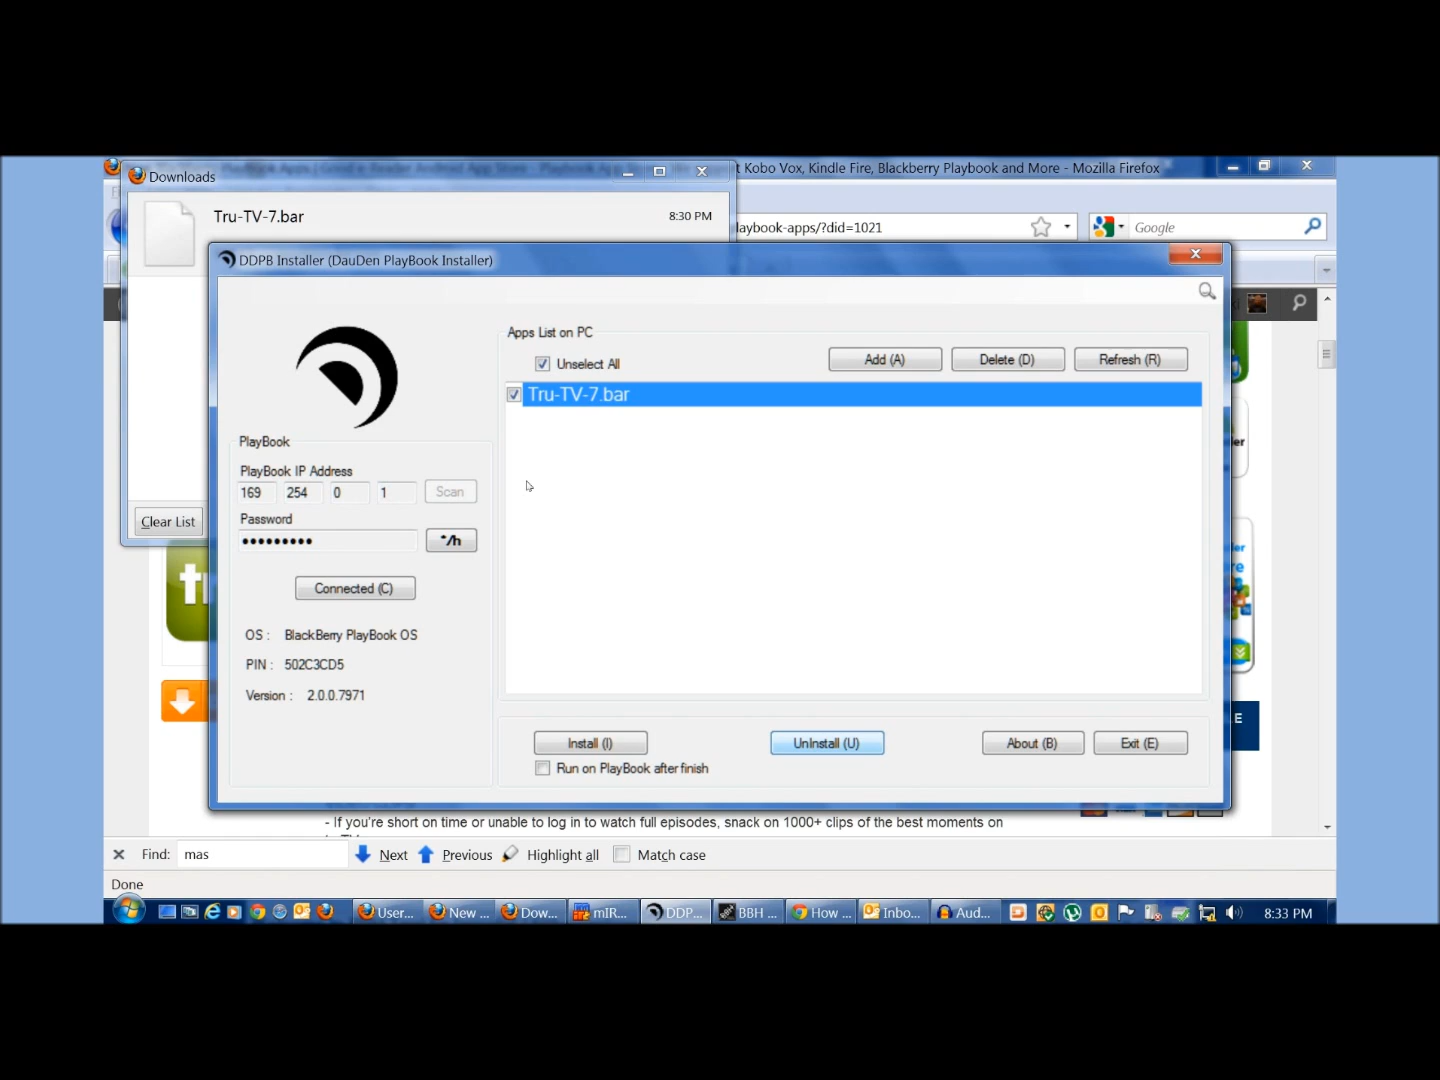 Downloads
t Kobo Vox, Kindle Fire, Blackberry Playbook and More - Mozilla Firefox
Tru-TV-7.bar
8:30 PM
laybook-apps/?did=1021
Google
DDPB Installer (DauDen PlayBook Installer)
Apps List on PC
Unselect All
Add (A)
Delete (D)
Refresh (R)
Tru-TV-7.bar
PlayBook
PlayBook IP Address
169 254 0 1
Scan
Password
•••••••••
*/h
Clear List
Connected (C)
OS : BlackBerry PlayBook OS
PIN : 502C3CD5
Version : 2.0.0.7971
Install (I)
UnInstall (U)
About (B)
Exit (E)
Run on PlayBook after finish
- If you're short on time or unable to log in to watch full episodes, snack on 1000+ clips of the best moments on
Find: mas
Next
Previous
Highlight all
Match case
Done
User...
New ...
Dow...
mIR...
DDP...
BBH ...
How ...
Inbo...
Aud...
8:33 PM